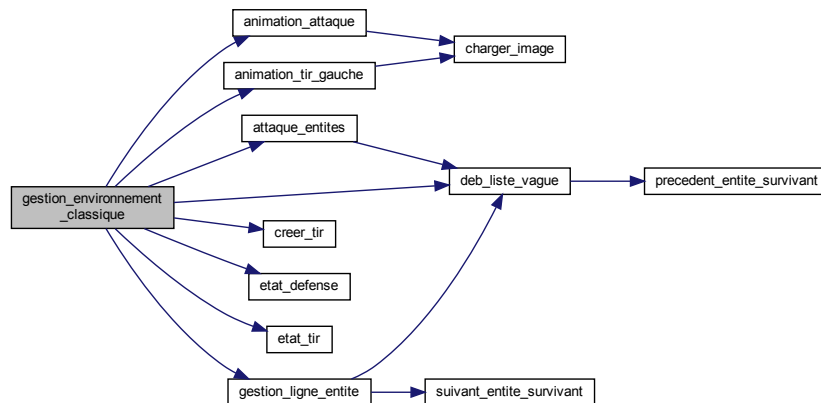 animation_attaque
charger_image
animation_tir_gauche
attaque_entites
deb_liste_vague
precedent_entite_survivant
gestion_environnement
_classique
creer_tir
etat_defense
etat_tir
gestion_ligne_entite
suivant_entite_survivant